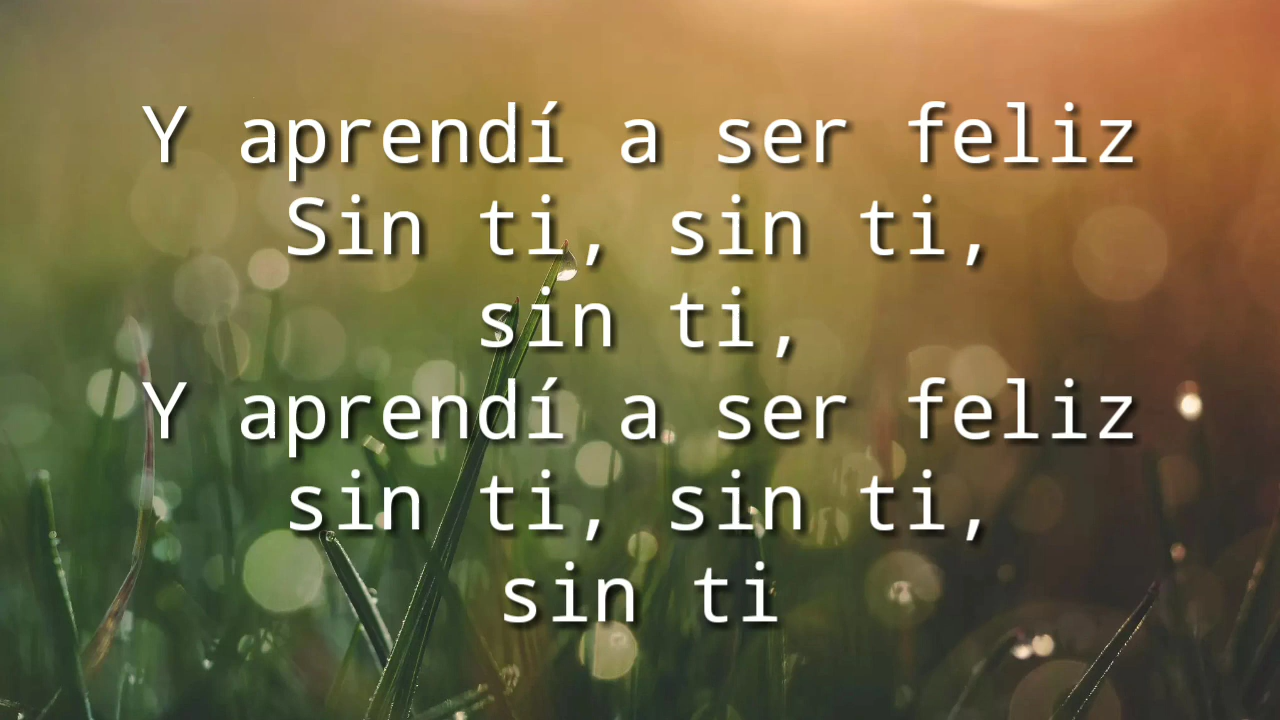 Y aprendí a ser feliz
Sin ti, sin ti,
sin ti,
Y aprendí a ser feliz
sin ti, sin ti,
sin ti